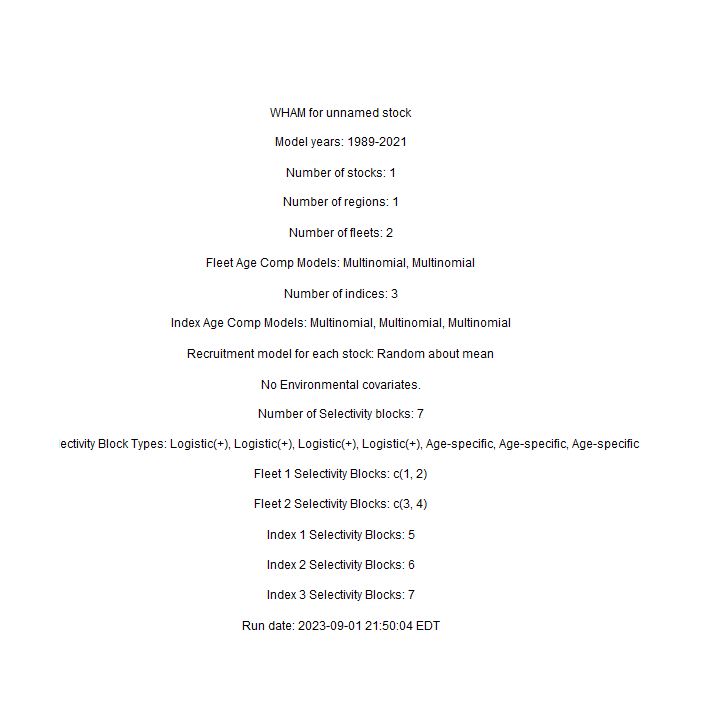 WHAM for unnamed stock
Model years: 1989-2021
Number of stocks: 1
Number of regions: 1
Number of fleets: 2
Fleet Age Comp Models: Multinomial, Multinomial
Number of indices: 3
Index Age Comp Models: Multinomial, Multinomial, Multinomial
Recruitment model for each stock: Random about mean
No Environmental covariates.
Number of Selectivity blocks: 7
ectivity Block Types: Logistic(+), Logistic(+), Logistic(+), Logistic(+), Age-specific, Age-specific, Age-specific
Fleet 1 Selectivity Blocks: c(1, 2)
Fleet 2 Selectivity Blocks: c(3, 4)
Index 1 Selectivity Blocks: 5
Index 2 Selectivity Blocks: 6
Index 3 Selectivity Blocks: 7
Run date: 2023-09-01 21:50:04 EDT